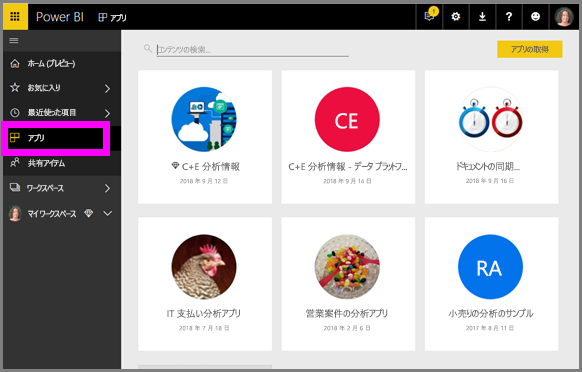 Power BI
アプリ
1
?
ホーム (プレビュー)
お気に入り
最近使った項目
アプリ
共有アイテム
ワークスペース
マイ ワークスペース
コンテンツの検索...
アプリの取得
C+E 分析情報
2018 年 9 月 12 日
CE
C+E 分析情報 - データ プラットフ...
2018 年 9 月 14 日
ドキュメントの同期...
2018 年 9 月 16 日
IT 支払い分析アプリ
2018 年 7 月 18 日
営業案件の分析アプリ
2018 年 2 月 6 日
RA
小売りの分析のサンプル
2017 年 8 月 11 日